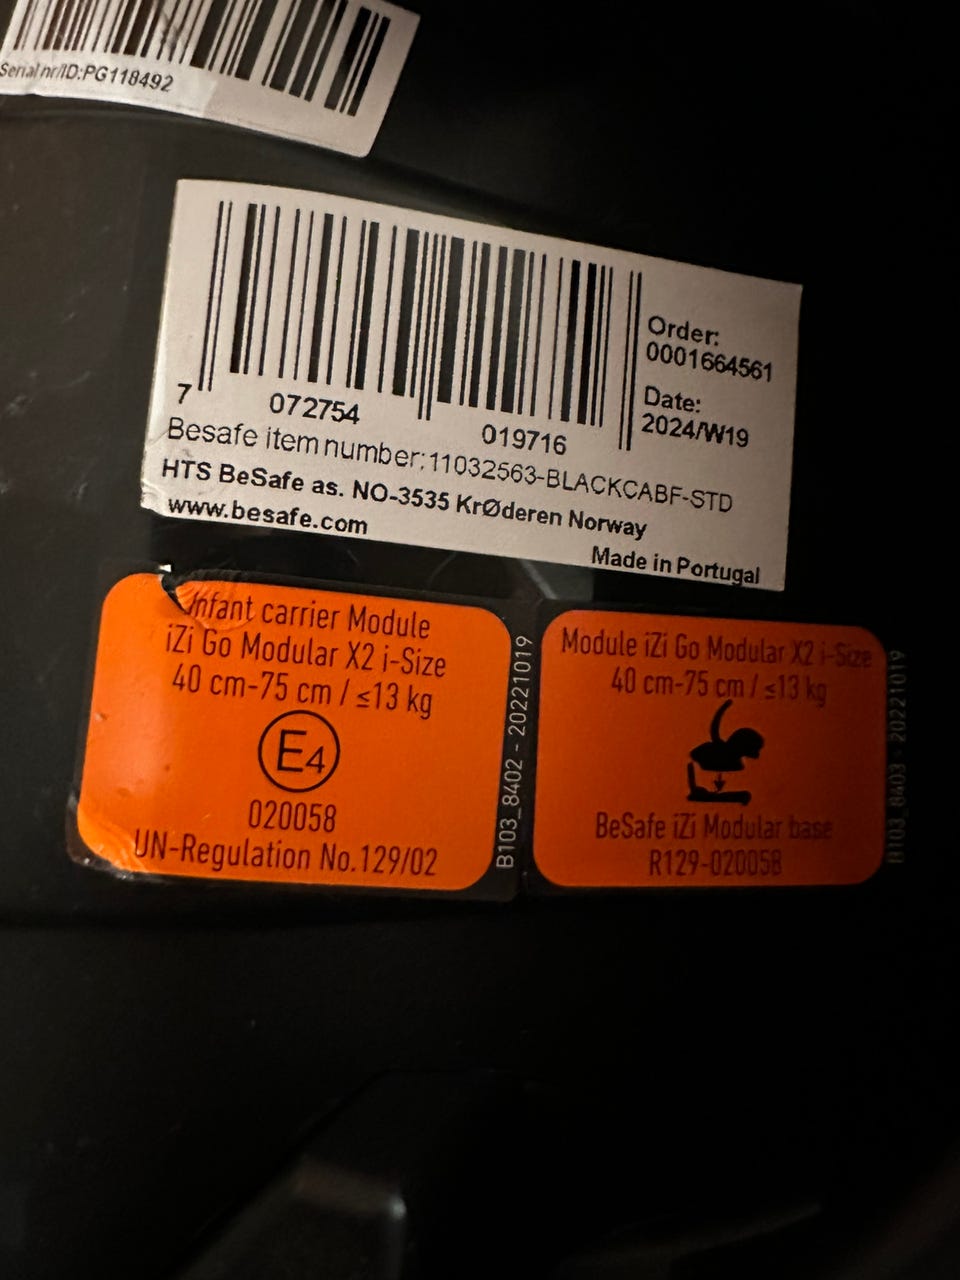 Serial nr/ID:PG118492
7 072754 019716
Order:
0001664561
Date:
2024/W19
Besafe item number:11032563-BLACKCABF-STD
HTS BeSafe as. NO-3535 KrØderen Norway
www.besafe.com
Made in Portugal
Infant carrier Module
iZi Go Modular X2 i-Size
40 cm-75 cm / ≤13 kg
E4
020058
UN-Regulation No.129/02
B103_8402 - 20221019
Module iZi Go Modular X2 i-Size
40 cm-75 cm / ≤13 kg
BeSafe iZi Modular base
R129-020058
B103_8403 - 20221019